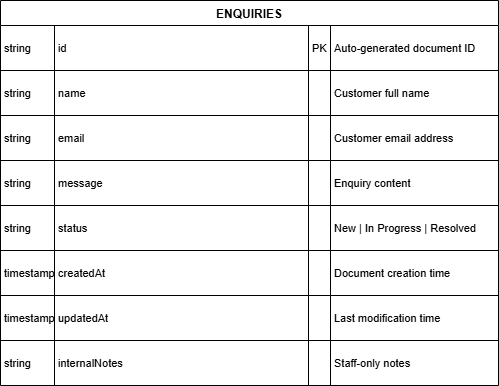 ENQUIRIES
string id PK Auto-generated document ID
string name Customer full name
string email Customer email address
string message Enquiry content
string status New | In Progress | Resolved
timestamp createdAt Document creation time
timestamp updatedAt Last modification time
string internalNotes Staff-only notes